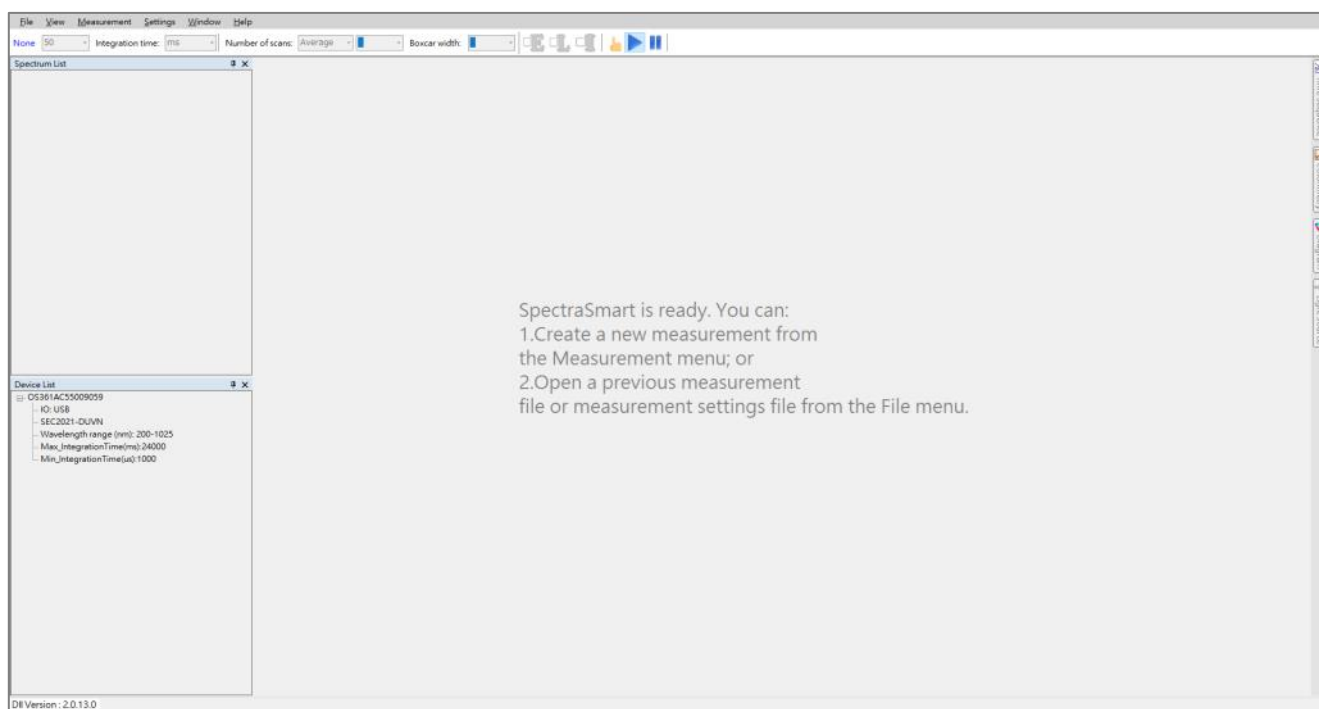 File View Measurement Settings Window Help
None 50 Integration time: ms Number of scans: Average Boxcar width:
Spectrum List
SpectraSmart is ready. You can:
1.Create a new measurement from
the Measurement menu; or
2.Open a previous measurement
file or measurement settings file from the File menu.
Device List
OS361AC55009059
IO: USB
SEC2021-DUVN
Wavelength range (nm): 200-1025
Max_IntegrationTime(ms):24000
Min_IntegrationTime(us):1000
Dll Version : 2.0.13.0